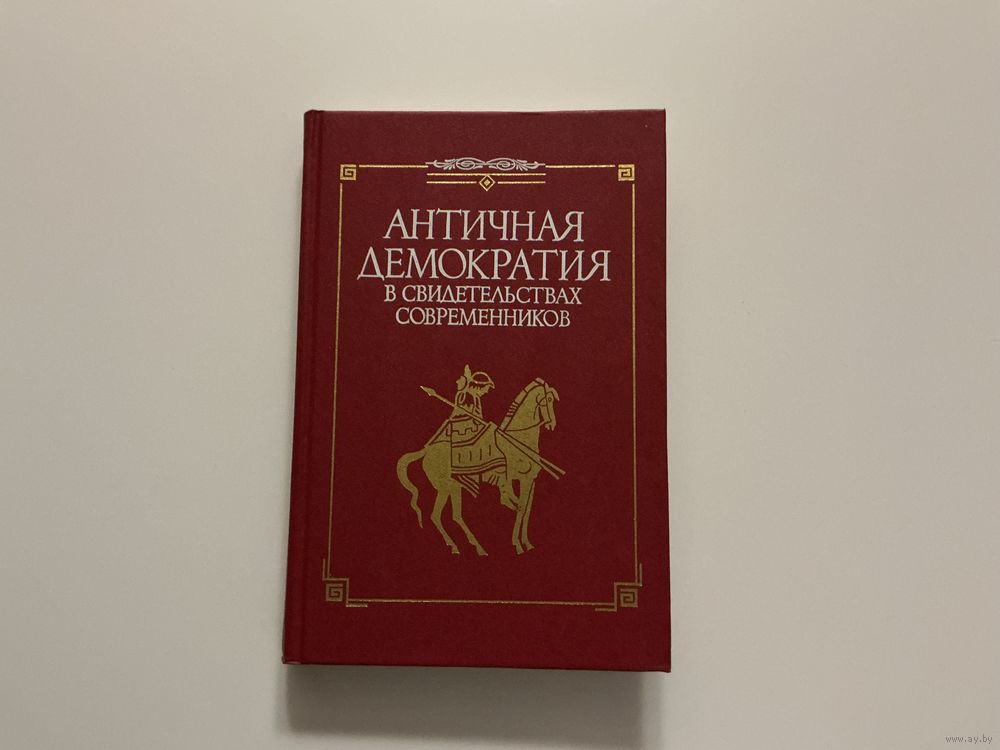 АНТИЧНАЯ
ДЕМОКРАТИЯ
В СВИДЕТЕЛЬСТВАХ
СОВРЕМЕННИКОВ
www.ay.by